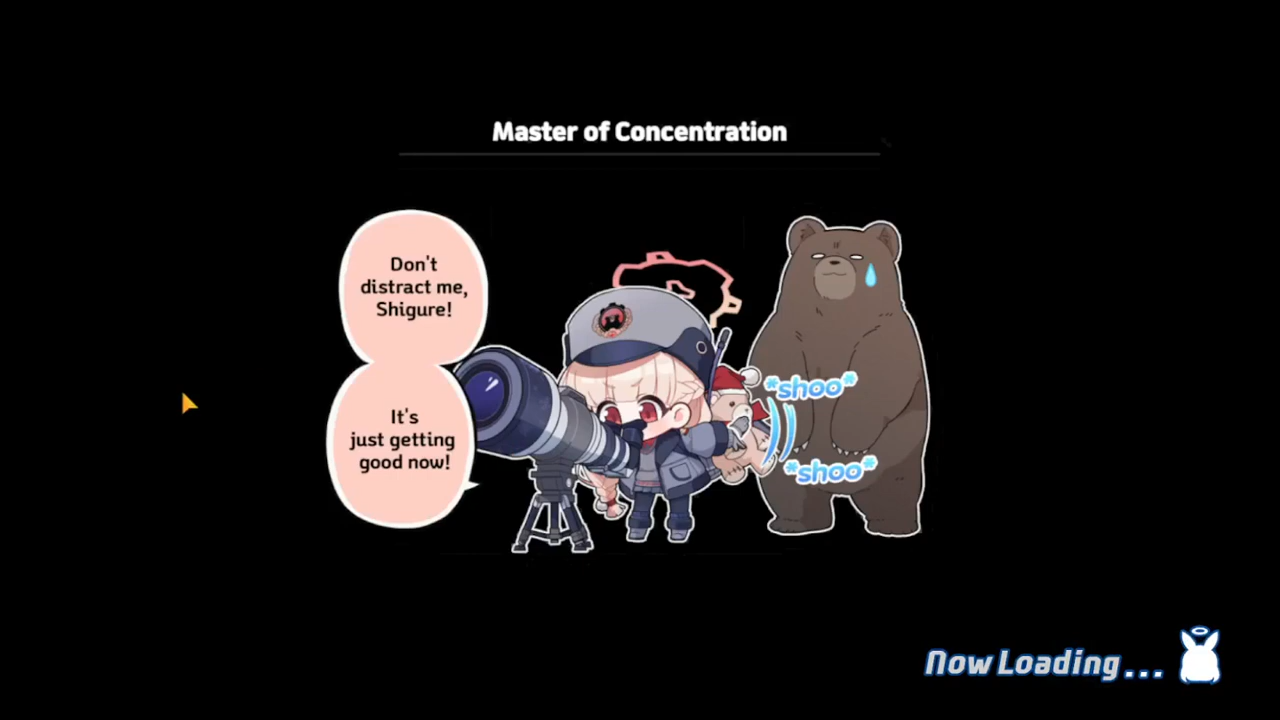 Master of Concentration
Don't
distract me,
Shigure!
It's
just getting
good now!
*shoo*
*shoo*
Now Loading...